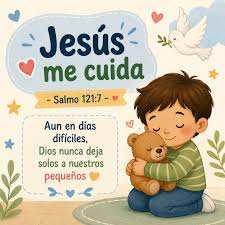 Jesús
me cuida
- Salmo 121:7 -
Aun en días
difíciles,
Dios nunca deja
solos a nuestros
pequeños